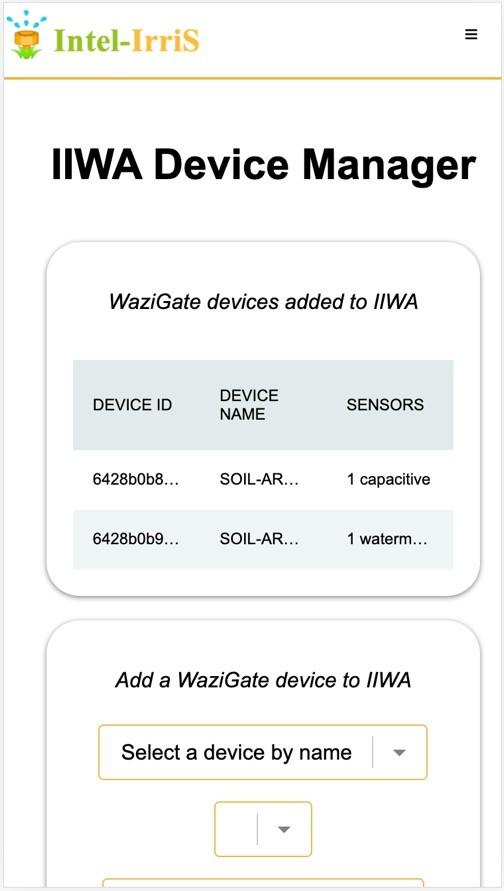 Intel-IrriS
IIWA Device Manager
WaziGate devices added to IIWA
DEVICE ID DEVICE NAME SENSORS
6428b0b8... SOIL-AR... 1 capacitive
6428b0b9... SOIL-AR... 1 waterm...
Add a WaziGate device to IIWA
Select a device by name